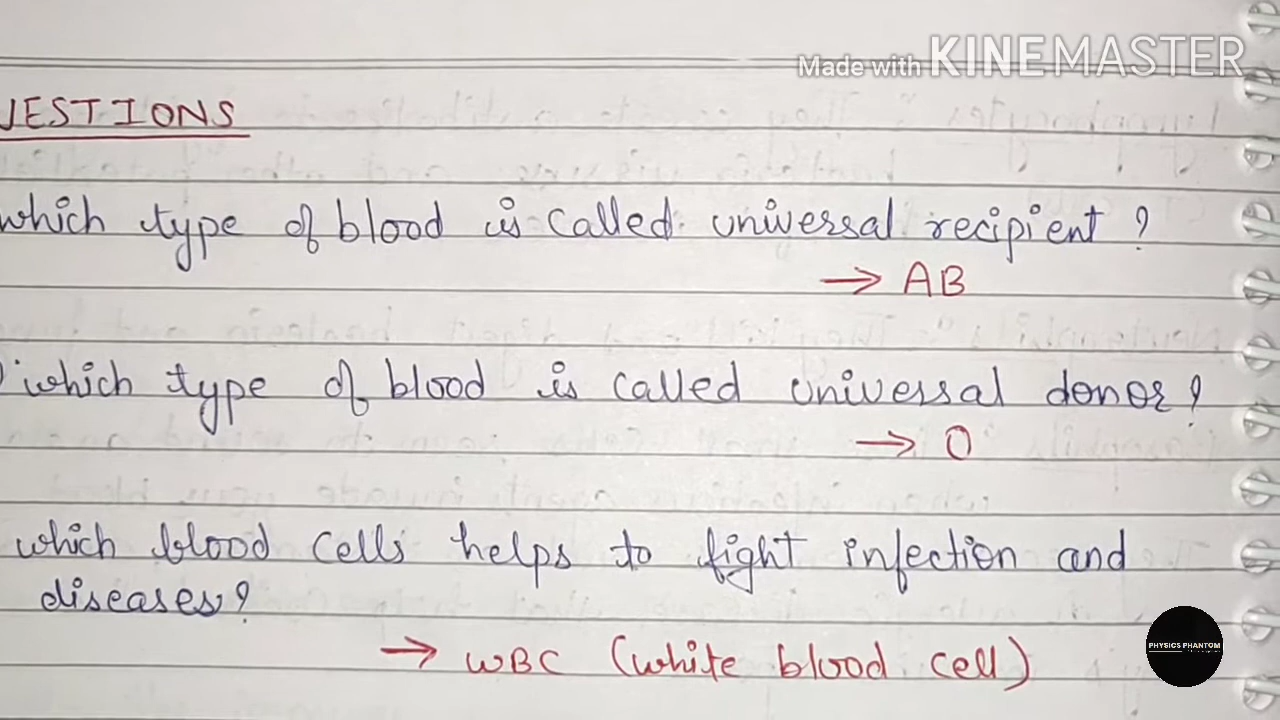 Made with KINEMASTER
UESTIONS
which type of blood is called universal recipient ?
→ AB
which type of blood is called universal donor?
→ O
which blood cells helps to fight infection and
diseases?
→ WBC (white blood cell)
PHYSICS PHANTOM